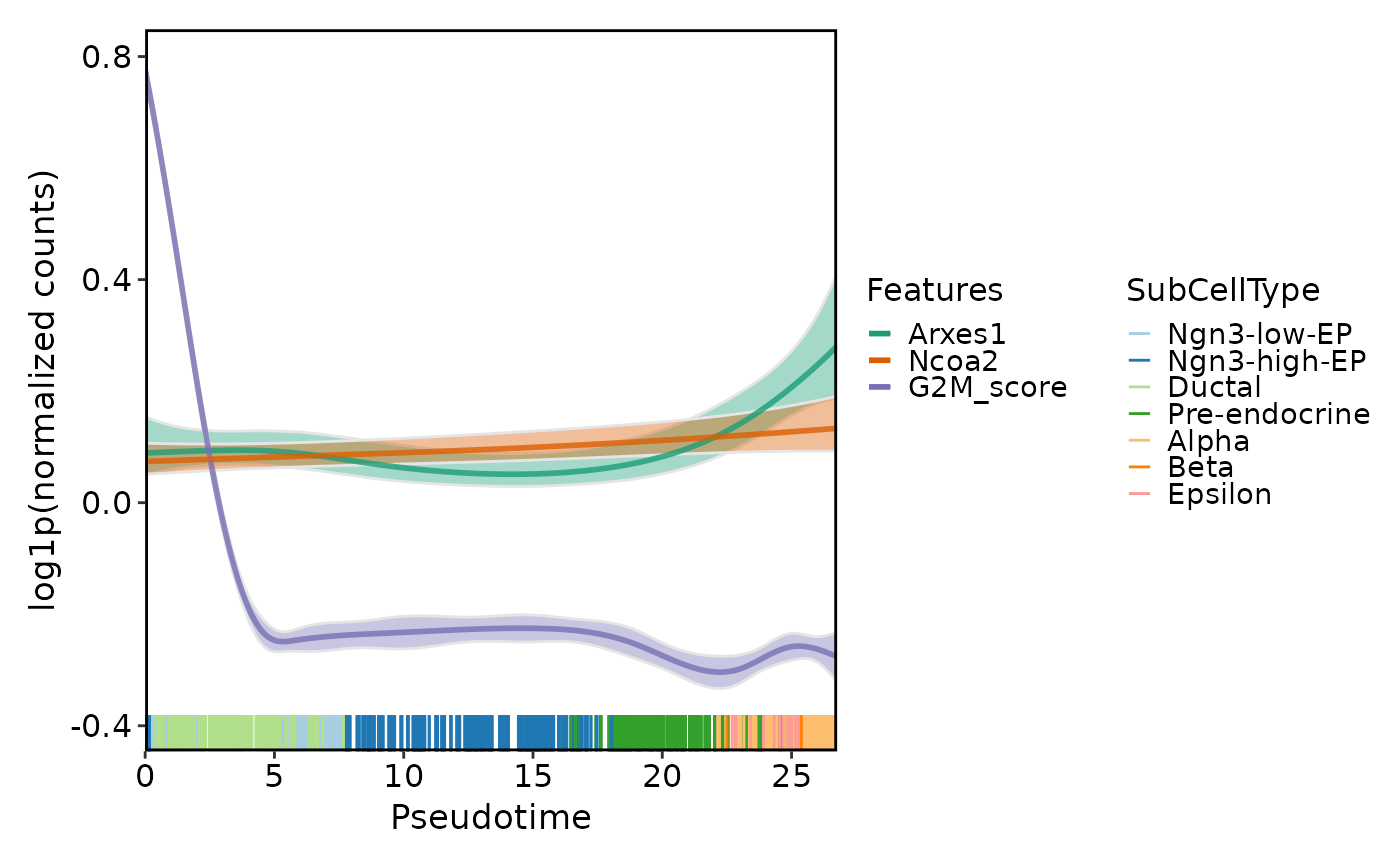 log1p(normalized counts)
0.8
0.4
0.0
-0.4
0
5
10
15
20
25
Pseudotime
Features
Arxes1
Ncoa2
G2M_score
SubCellType
Ngn3-low-EP
Ngn3-high-EP
Ductal
Pre-endocrine
Alpha
Beta
Epsilon